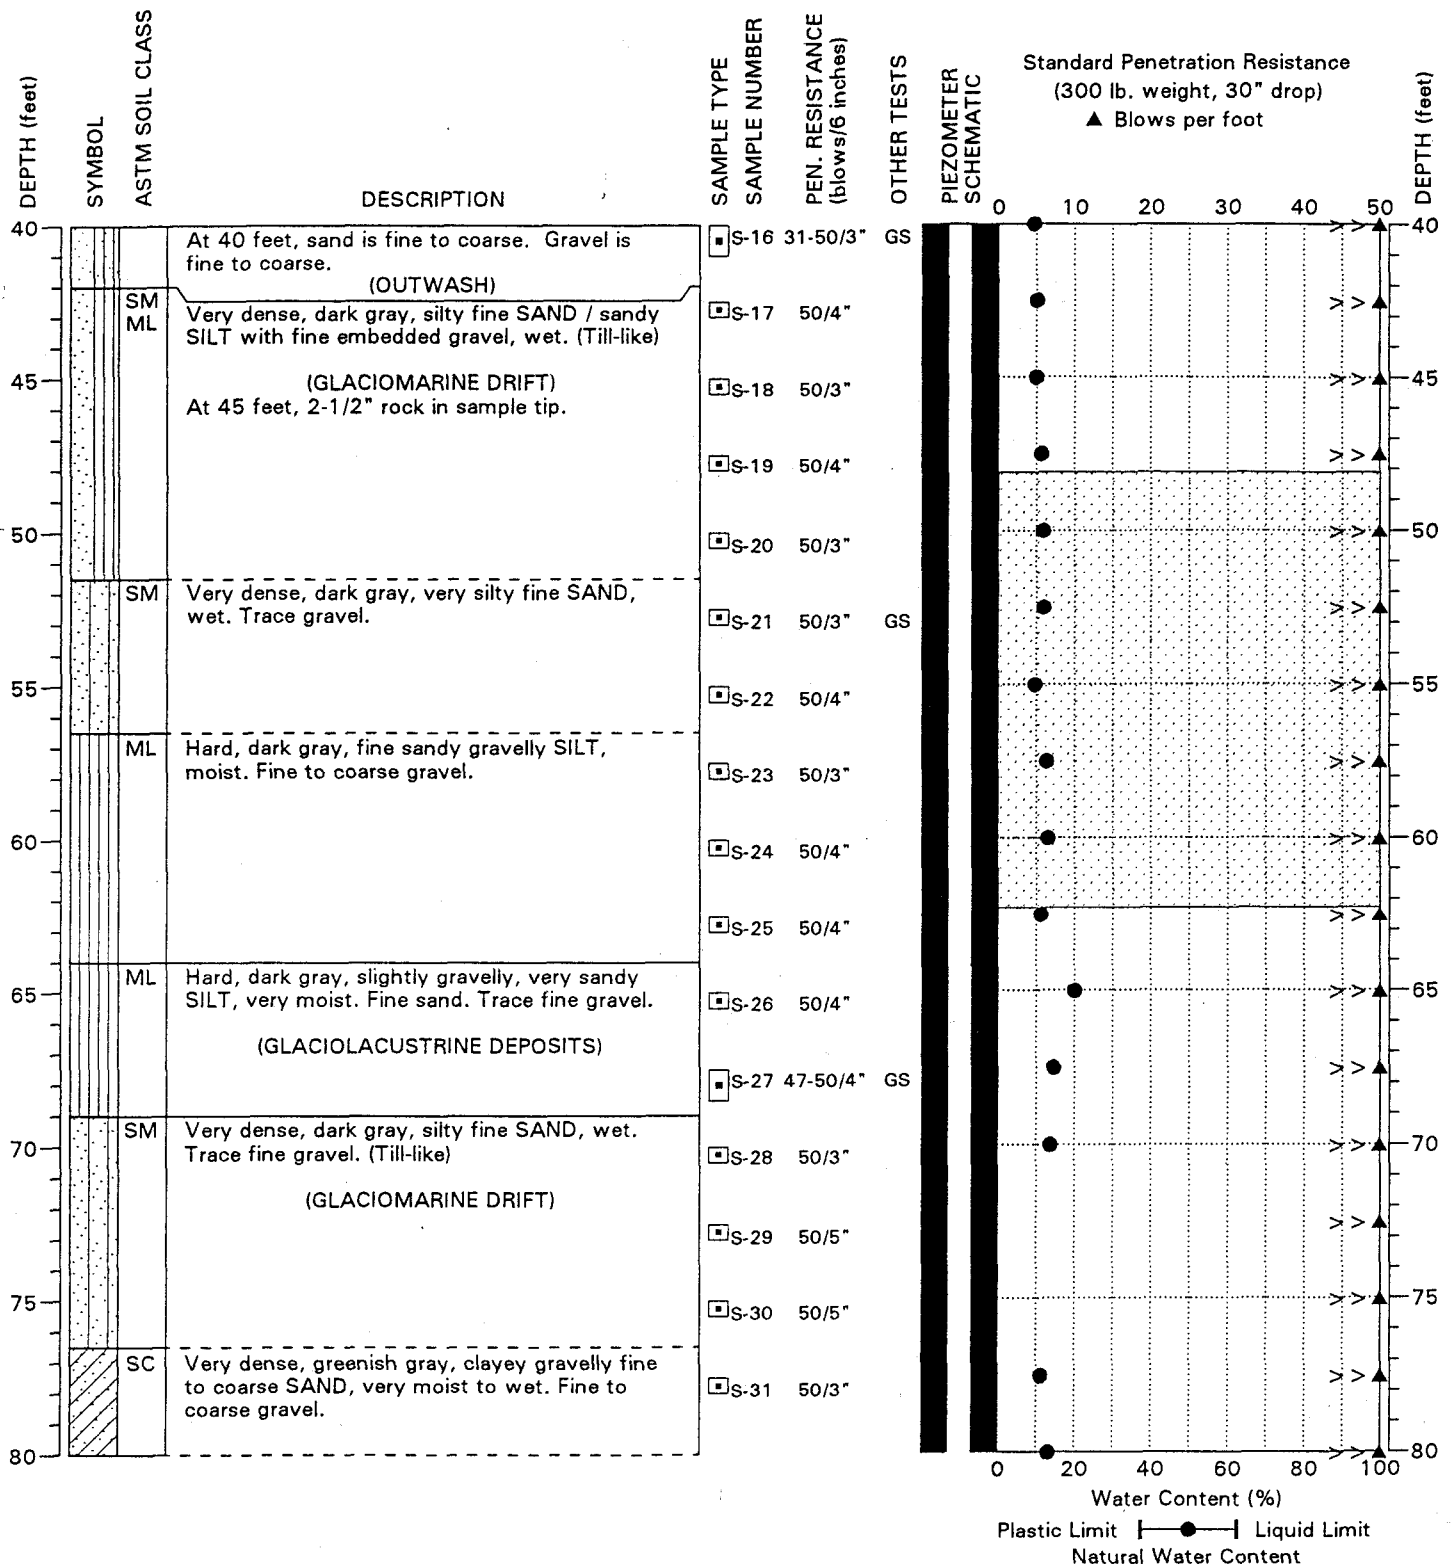 DEPTH (feet)
SYMBOL
ASTM SOIL CLASS
DESCRIPTION
SAMPLE TYPE
SAMPLE NUMBER
PEN. RESISTANCE
(blows/6 inches)
OTHER TESTS
PIEZOMETER
SCHEMATIC
Standard Penetration Resistance
(300 lb. weight, 30" drop)
▲ Blows per foot
DEPTH (feet)
0 10 20 30 40 50
40
At 40 feet, sand is fine to coarse. Gravel is
fine to coarse.
(OUTWASH)
S-16 31-50/3" GS
>> 40
SM
ML
Very dense, dark gray, silty fine SAND / sandy
SILT with fine embedded gravel, wet. (Till-like)
S-17 50/4"
>>
45
(GLACIOMARINE DRIFT)
At 45 feet, 2-1/2" rock in sample tip.
S-18 50/3"
>> 45
S-19 50/4"
>>
50
S-20 50/3"
>> 50
SM
Very dense, dark gray, very silty fine SAND,
wet. Trace gravel.
S-21 50/3" GS
>>
55
S-22 50/4"
>> 55
ML
Hard, dark gray, fine sandy gravelly SILT,
moist. Fine to coarse gravel.
S-23 50/3"
>>
60
S-24 50/4"
>> 60
S-25 50/4"
>>
ML
Hard, dark gray, slightly gravelly, very sandy
SILT, very moist. Fine sand. Trace fine gravel.
65
S-26 50/4"
>> 65
(GLACIOLACUSTRINE DEPOSITS)
S-27 47-50/4" GS
>>
SM
Very dense, dark gray, silty fine SAND, wet.
Trace fine gravel. (Till-like)
70
S-28 50/3"
>> 70
(GLACIOMARINE DRIFT)
S-29 50/5"
>>
75
S-30 50/5"
>> 75
SC
Very dense, greenish gray, clayey gravelly fine
to coarse SAND, very moist to wet. Fine to
coarse gravel.
S-31 50/3"
>>
80
>> 80
0 20 40 60 80 100
Water Content (%)
Plastic Limit Liquid Limit
Natural Water Content